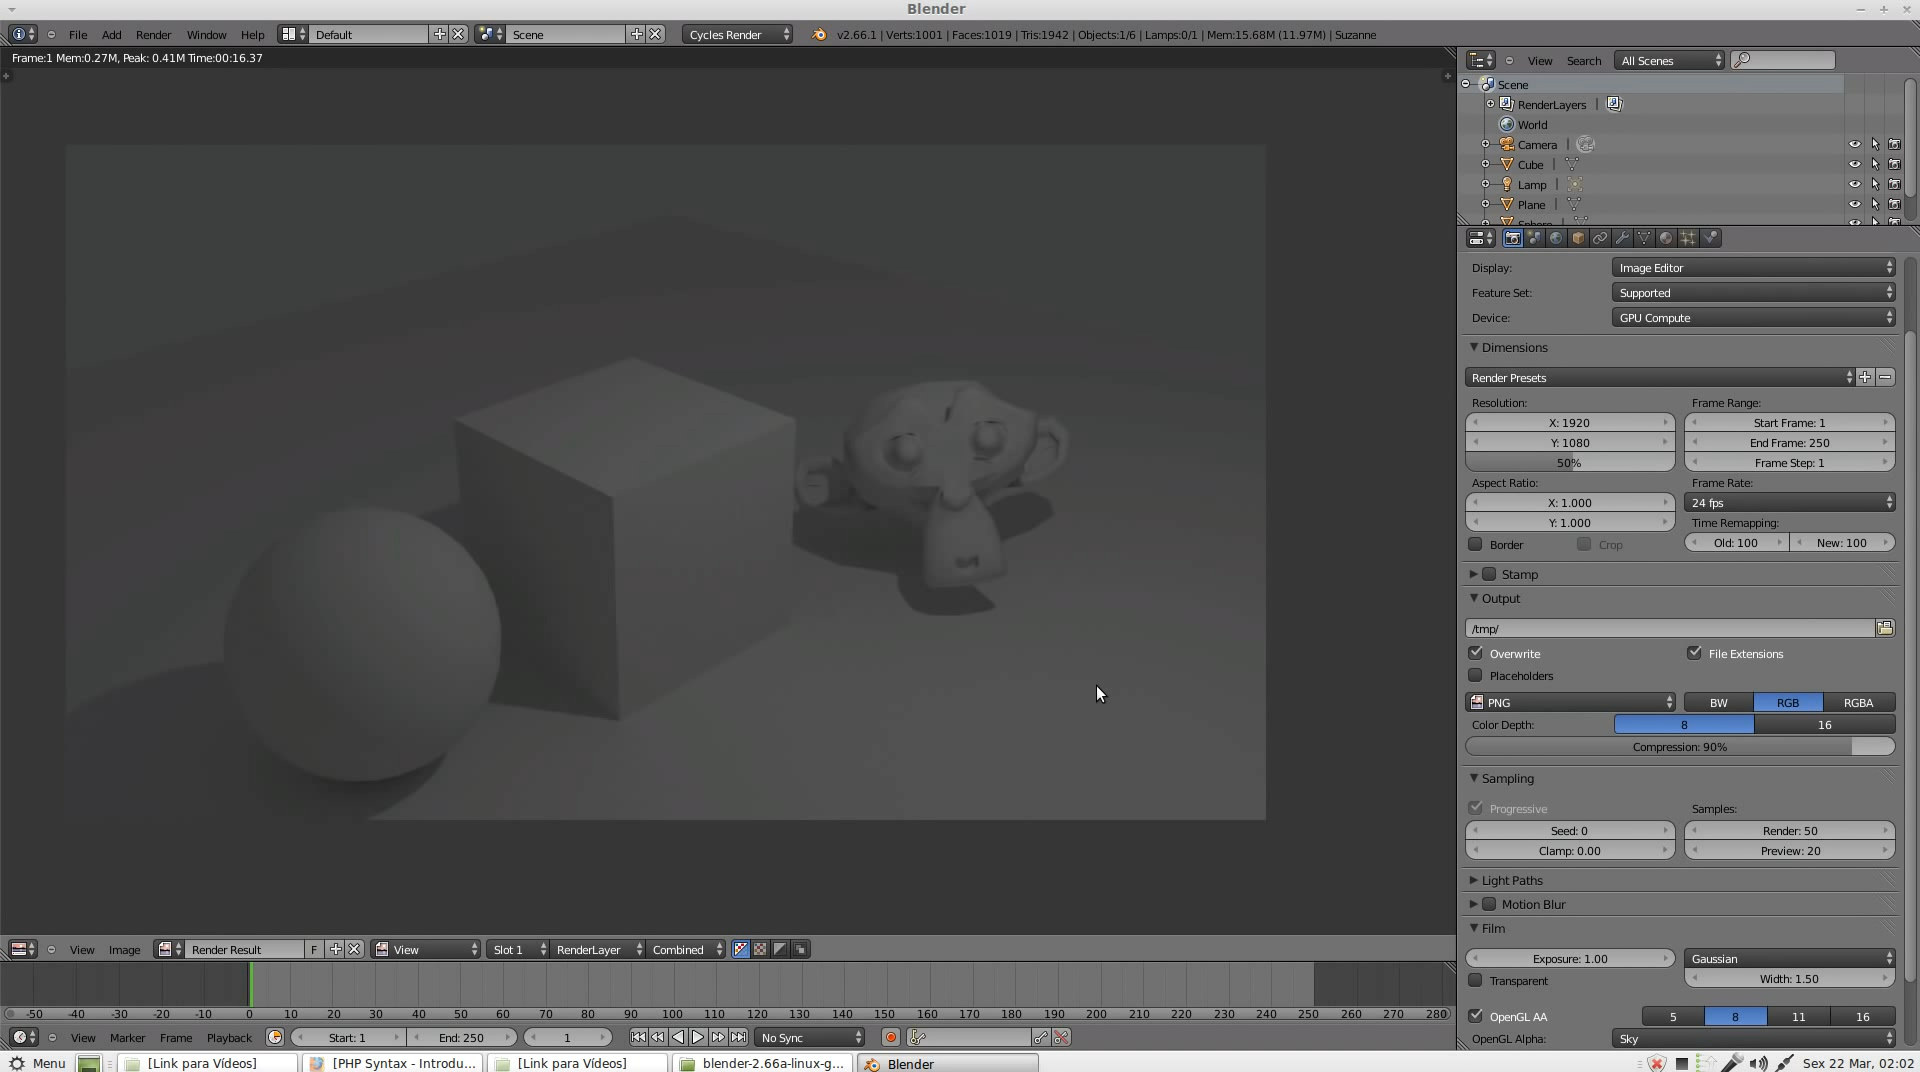 Blender
File Add Render Window Help Default Scene Cycles Render v2.66.1 | Verts:1001 | Faces:1019 | Tris:1942 | Objects:1/6 | Lamps:0/1 | Mem:15.68M (11.97M) | Suzanne
Frame:1 Mem:0.27M, Peak: 0.41M Time:00:16.37
View Search All Scenes
Scene
RenderLayers
World
Camera
Cube
Lamp
Plane
Display: Image Editor
Feature Set: Supported
Device: GPU Compute
Dimensions
Render Presets
Resolution: Frame Range:
X: 1920 Start Frame: 1
Y: 1080 End Frame: 250
50% Frame Step: 1
Aspect Ratio: Frame Rate:
X: 1.000 24 fps
Y: 1.000 Time Remapping:
Border Crop Old: 100 New: 100
Stamp
Output
/tmp/
Overwrite File Extensions
Placeholders
PNG BW RGB RGBA
Color Depth: 8 16
Compression: 90%
Sampling
Progressive Samples:
Seed: 0 Render: 50
Clamp: 0.00 Preview: 20
Light Paths
Motion Blur
Film
Exposure: 1.00 Gaussian
Transparent Width: 1.50
OpenGL AA 5 8 11 16
OpenGL Alpha: Sky
View Image Render Result F View Slot 1 RenderLayer Combined
-50 -40 -30 -20 -10 0 10 20 30 40 50 60 70 80 90 100 110 120 130 140 150 160 170 180 190 200 210 220 230 240 250 260 270 280
View Marker Frame Playback Start: 1 End: 250 1 No Sync
Menu [Link para Vídeos] [PHP Syntax - Introdu... [Link para Vídeos] blender-2.66a-linux-g... Blender Sex 22 Mar, 02:02